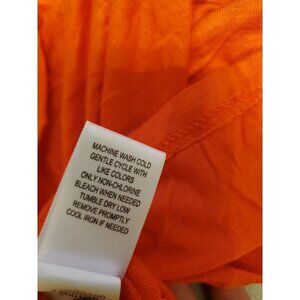 MACHINE WASH COLD
GENTLE CYCLE WITH
LIKE COLORS
ONLY NON-CHLORINE
BLEACH WHEN NEEDED
TUMBLE DRY LOW
REMOVE PROMPTLY
COOL IRON IF NEEDED